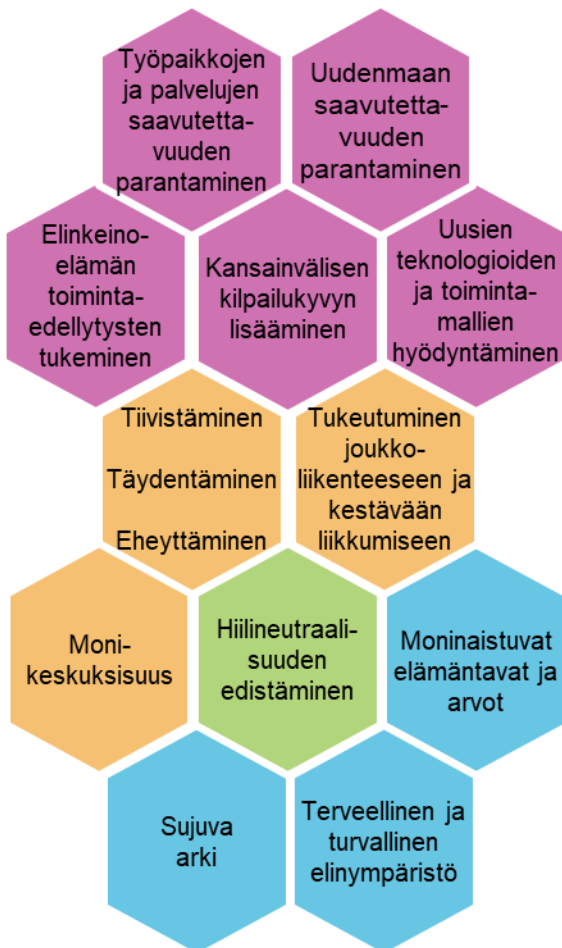 Työpaikkojen
ja palvelujen
saavutetta-
vuuden
parantaminen
Uudenmaan
saavutetta-
vuuden
parantaminen
Elinkeino-
elämän
toiminta-
edellytysten
tukeminen
Kansainvälisen
kilpailukyvyn
lisääminen
Uusien
teknologioiden
ja toiminta-
mallien
hyödyntäminen
Tiivistäminen
Täydentäminen
Eheyttäminen
Tukeutuminen
joukko-
liikenteeseen ja
kestävään
liikkumiseen
Moni-
keskuksisuus
Hiilineutraali-
suuden
edistäminen
Moninaistuvat
elämäntavat ja
arvot
Sujuva
arki
Terveellinen ja
turvallinen
elinympäristö